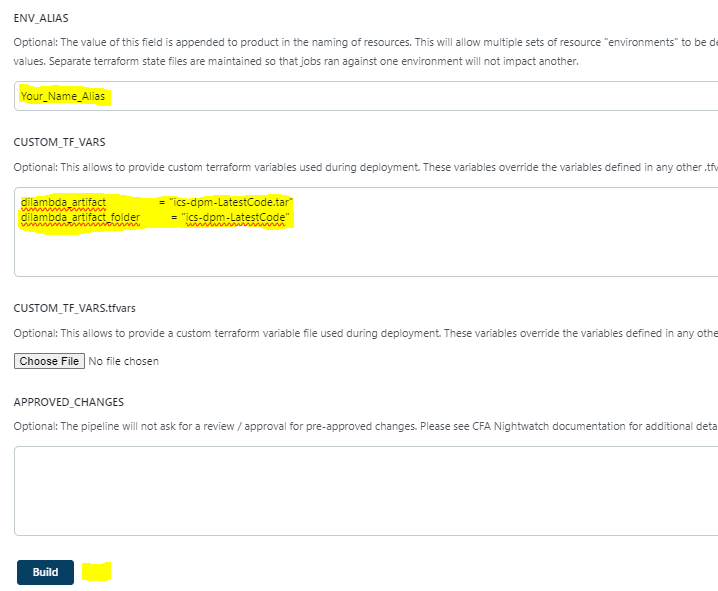 ENV_ALIAS
Optional: The value of this field is appended to product in the naming of resources. This will allow multiple sets of resource "environments" to be de
values. Separate terraform state files are maintained so that jobs ran against one environment will not impact another.
Your_Name_Alias
CUSTOM_TF_VARS
Optional: This allows to provide custom terraform variables used during deployment. These variables override the variables defined in any other .tfv
dilambda_artifact = "ics-dpm-LatestCode.tar"
dilambda_artifact_folder = "ics-dpm-LatestCode"
CUSTOM_TF_VARS.tfvars
Optional: This allows to provide a custom terraform variable file used during deployment. These variables override the variables defined in any othe
Choose File No file chosen
APPROVED_CHANGES
Optional: The pipeline will not ask for a review / approval for pre-approved changes. Please see CFA Nightwatch documentation for additional deta
Build